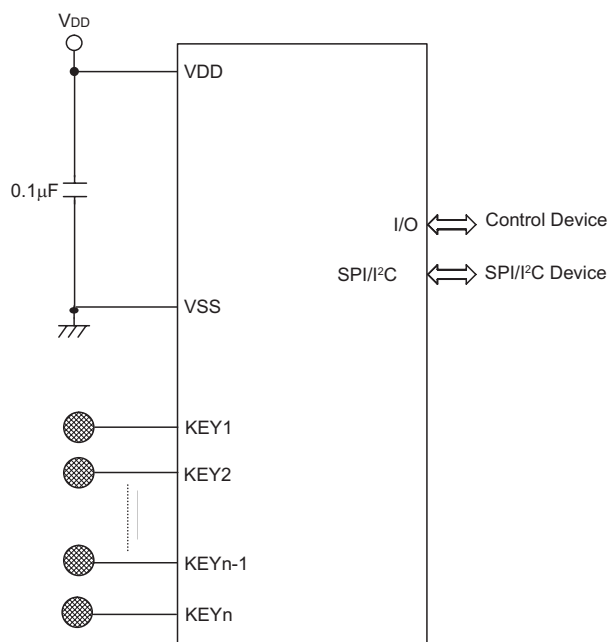 VDD
VDD
0.1μF
I/O
Control Device
SPI/I²C
SPI/I²C Device
VSS
KEY1
KEY2
KEYn-1
KEYn